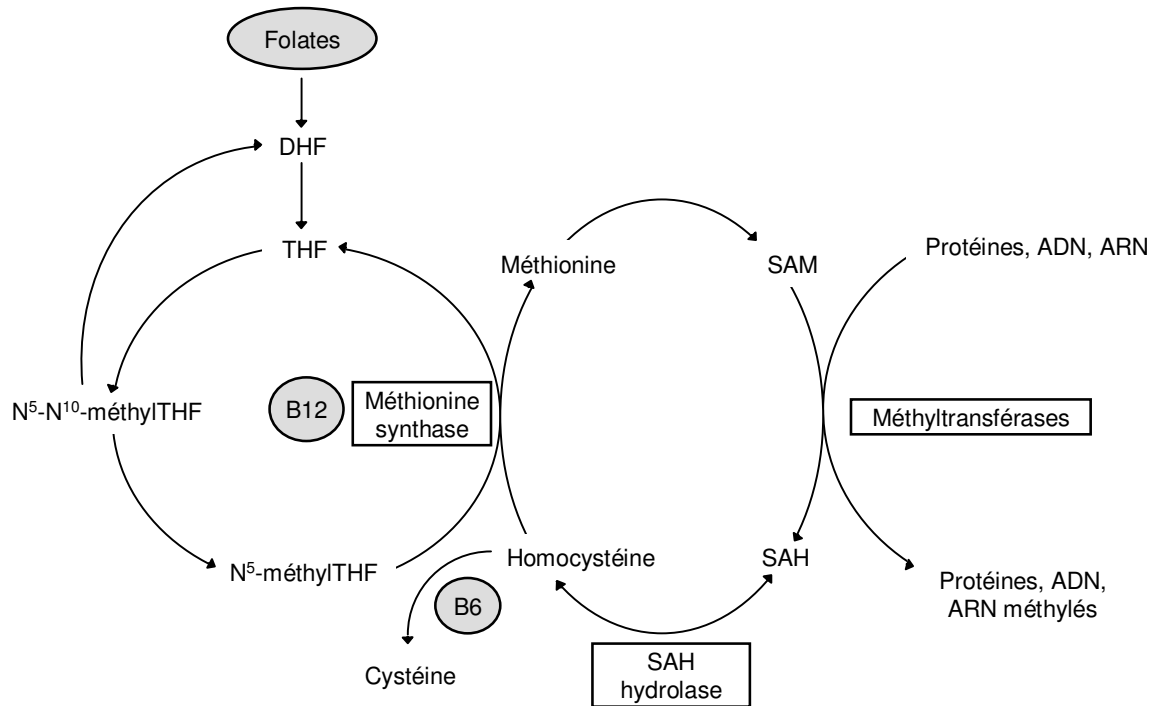 Folates
DHF
THF
Méthionine
SAM
Protéines, ADN, ARN
N⁵-N¹⁰-méthylTHF
B12
Méthionine
synthase
Méthyltransférases
N⁵-méthylTHF
Homocystéine
SAH
B6
Protéines, ADN,
ARN méthylés
Cystéine
SAH
hydrolase